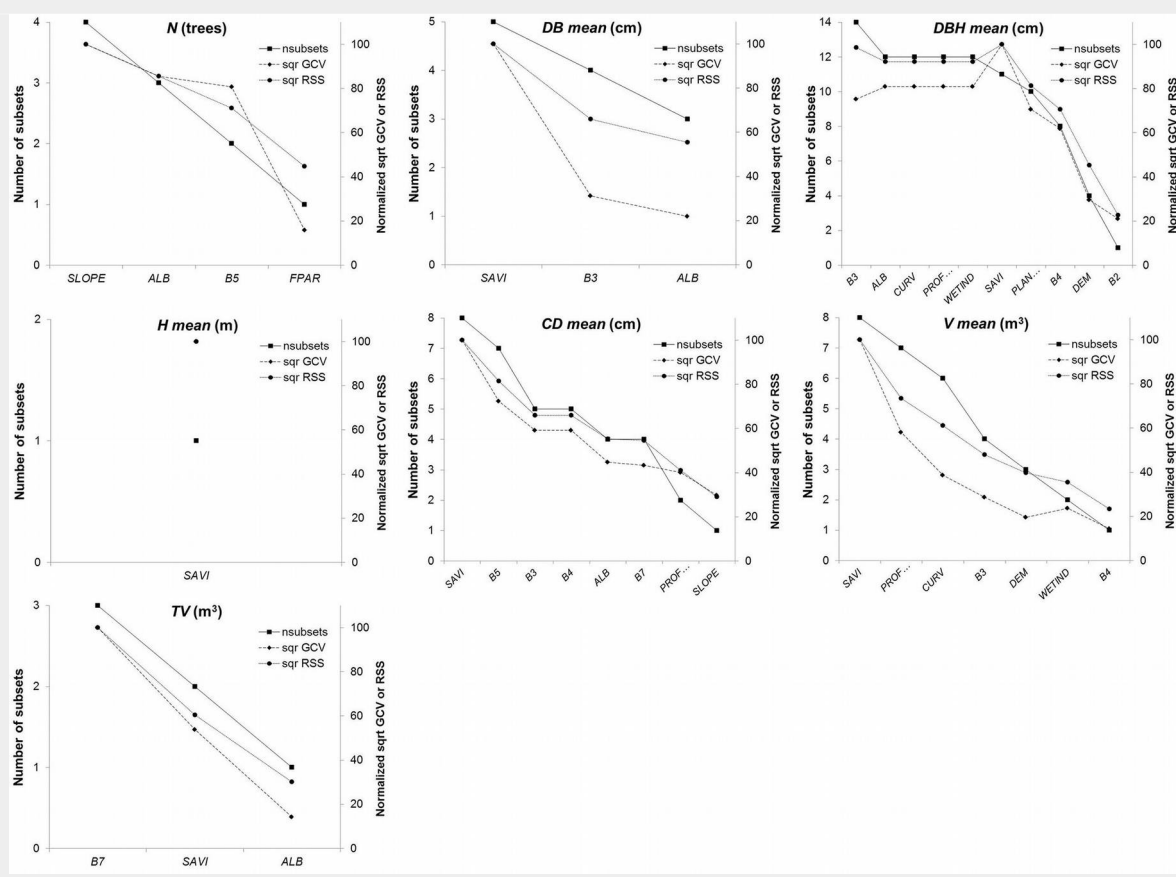 N (trees)
4
3
2
1
0
Number of subsets
100
80
60
40
20
0
Normalized sqrt GCV or RSS
nsubsets
sqr GCV
sqr RSS
SLOPE ALB B5 FPAR
DB mean (cm)
5
4
3
2
1
0
Number of subsets
100
80
60
40
20
0
Normalized sqrt GCV or RSS
nsubsets
sqr GCV
sqr RSS
SAVI B3 ALB
DBH mean (cm)
14
12
10
8
6
4
2
0
Number of subsets
100
80
60
40
20
0
Normalized sqrt GCV or RSS
nsubsets
sqr GCV
sqr RSS
B3 ALB CURV PROF… WETIND SAVI PLAN… B4 DEM B2
H mean (m)
2
1
0
Number of subsets
100
80
60
40
20
0
Normalized sqrt GCV or RSS
nsubsets
sqr GCV
sqr RSS
SAVI
CD mean (cm)
8
7
6
5
4
3
2
1
0
Number of subsets
100
80
60
40
20
0
Normalized sqrt GCV or RSS
nsubsets
sqr GCV
sqr RSS
SAVI B5 B3 B4 ALB B7 PROF… SLOPE
V mean (m³)
8
7
6
5
4
3
2
1
0
Number of subsets
100
80
60
40
20
0
Normalized sqrt GCV or RSS
nsubsets
sqr GCV
sqr RSS
SAVI PROF… CURV B3 DEM WETIND B4
TV (m³)
3
2
1
0
Number of subsets
100
80
60
40
20
0
Normalized sqrt GCV or RSS
nsubsets
sqr GCV
sqr RSS
B7 SAVI ALB